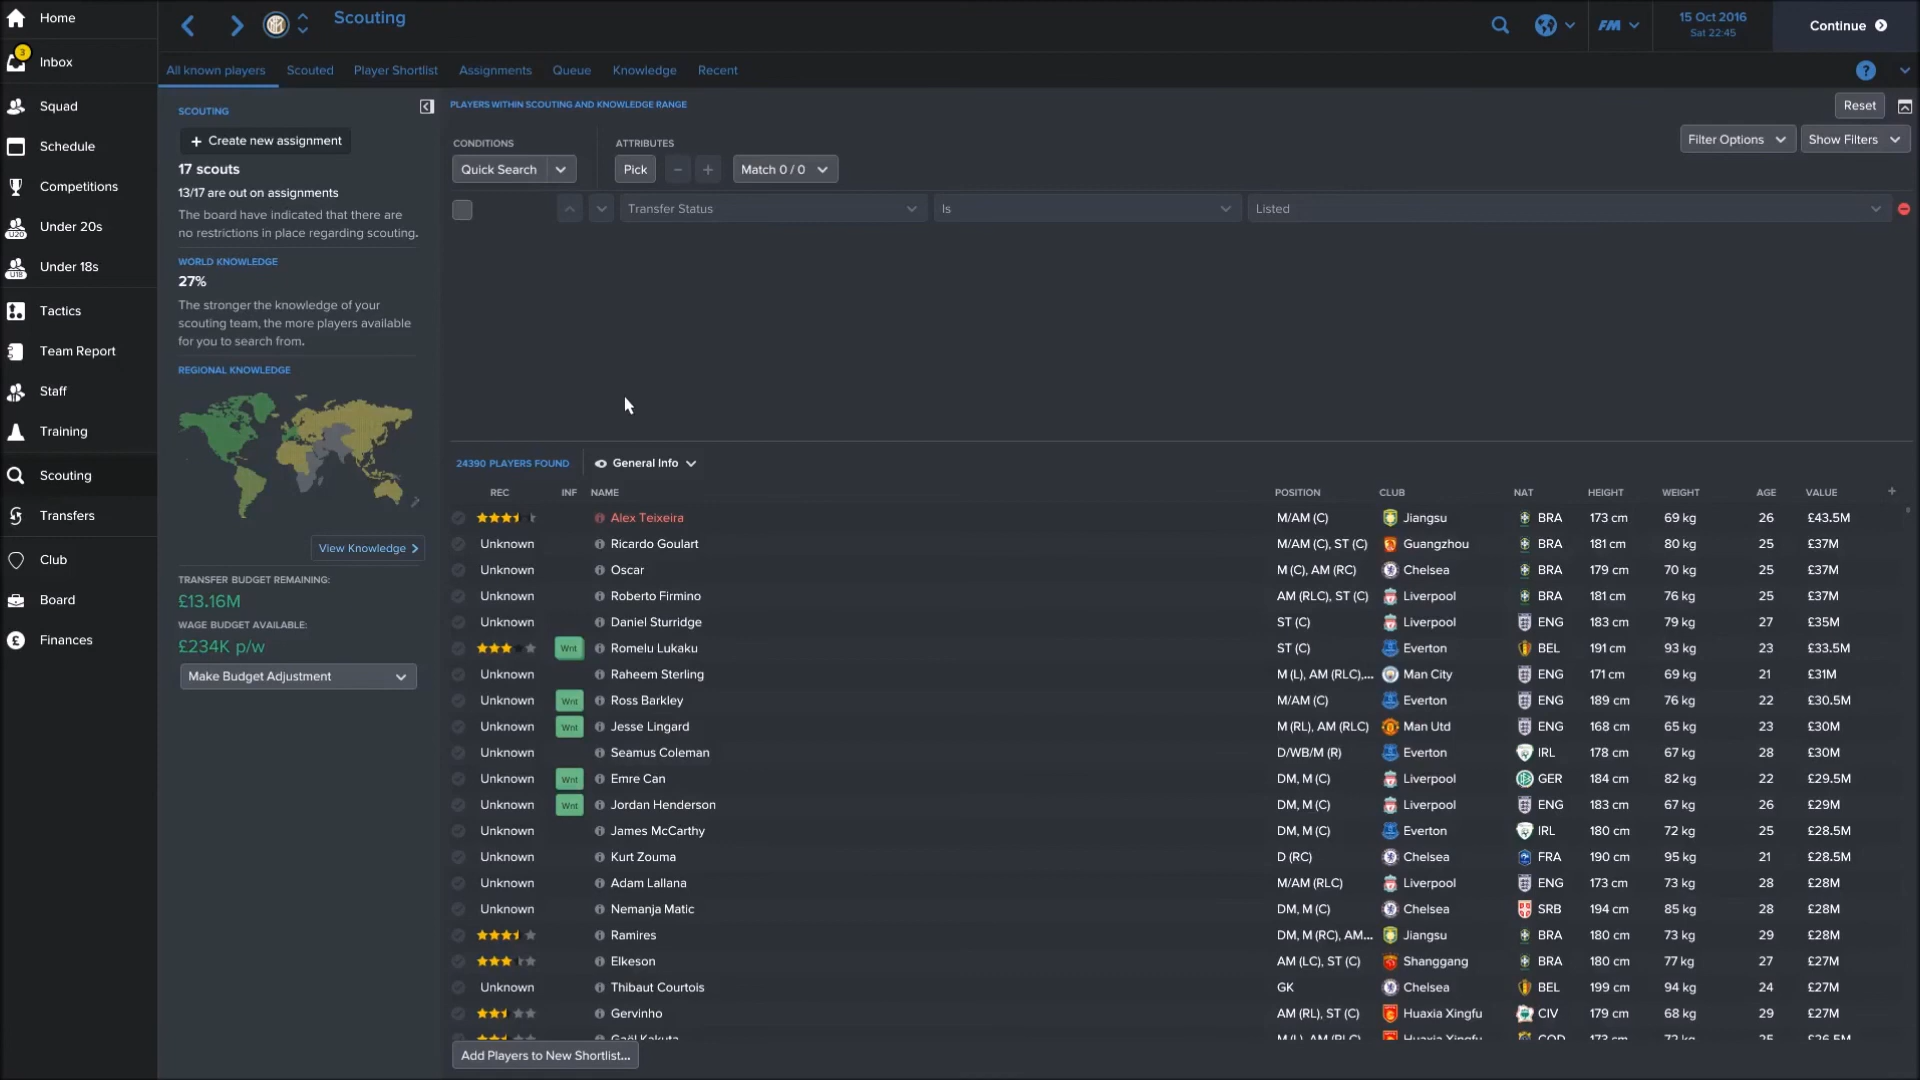 Home
3
Inbox
Squad
Schedule
Competitions
U20
Under 20s
U18
Under 18s
Tactics
Team Report
Staff
Training
Scouting
Transfers
Club
Board
Finances
Scouting
FM
15 Oct 2016
Sat 22:45
Continue
All known players Scouted Player Shortlist Assignments Queue Knowledge Recent
?
SCOUTING
+ Create new assignment
17 scouts
13/17 are out on assignments
The board have indicated that there are
no restrictions in place regarding scouting.
WORLD KNOWLEDGE
27%
The stronger the knowledge of your
scouting team, the more players available
for you to search from.
REGIONAL KNOWLEDGE
View Knowledge
TRANSFER BUDGET REMAINING:
£13.16M
WAGE BUDGET AVAILABLE:
£234K p/w
Make Budget Adjustment
PLAYERS WITHIN SCOUTING AND KNOWLEDGE RANGE
Reset
Filter Options Show Filters
CONDITIONS ATTRIBUTES
Quick Search Pick - + Match 0 / 0
Transfer Status Is Listed
24390 PLAYERS FOUND General Info
REC INF NAME POSITION CLUB NAT HEIGHT WEIGHT AGE VALUE +
Alex Teixeira M/AM (C) Jiangsu BRA 173 cm 69 kg 26 £43.5M
Unknown Ricardo Goulart M/AM (C), ST (C) Guangzhou BRA 181 cm 80 kg 25 £37M
Unknown Oscar M (C), AM (RC) Chelsea BRA 179 cm 70 kg 25 £37M
Unknown Roberto Firmino AM (RLC), ST (C) Liverpool BRA 181 cm 76 kg 25 £37M
Unknown Daniel Sturridge ST (C) Liverpool ENG 183 cm 79 kg 27 £35M
Wnt Romelu Lukaku ST (C) Everton BEL 191 cm 93 kg 23 £33.5M
Unknown Raheem Sterling M (L), AM (RLC),... Man City ENG 171 cm 69 kg 21 £31M
Unknown Wnt Ross Barkley M/AM (C) Everton ENG 189 cm 76 kg 22 £30.5M
Unknown Wnt Jesse Lingard M (RL), AM (RLC) Man Utd ENG 168 cm 65 kg 23 £30M
Unknown Seamus Coleman D/WB/M (R) Everton IRL 178 cm 67 kg 28 £30M
Unknown Wnt Emre Can DM, M (C) Liverpool GER 184 cm 82 kg 22 £29.5M
Unknown Wnt Jordan Henderson DM, M (C) Liverpool ENG 183 cm 67 kg 26 £29M
Unknown James McCarthy DM, M (C) Everton IRL 180 cm 72 kg 25 £28.5M
Unknown Kurt Zouma D (RC) Chelsea FRA 190 cm 95 kg 21 £28.5M
Unknown Adam Lallana M/AM (RLC) Liverpool ENG 173 cm 73 kg 28 £28M
Unknown Nemanja Matic DM, M (C) Chelsea SRB 194 cm 85 kg 28 £28M
Ramires DM, M (RC), AM... Jiangsu BRA 180 cm 73 kg 29 £28M
Elkeson AM (LC), ST (C) Shanggang BRA 180 cm 77 kg 27 £27M
Unknown Thibaut Courtois GK Chelsea BEL 199 cm 94 kg 24 £27M
Gervinho AM (RL), ST (C) Huaxia Xingfu CIV 179 cm 68 kg 29 £27M
Gaël Kakuta M (L), AM (RLC) Huaxia Xingfu COD 173 cm 72 kg 25 £26.5M
Add Players to New Shortlist...